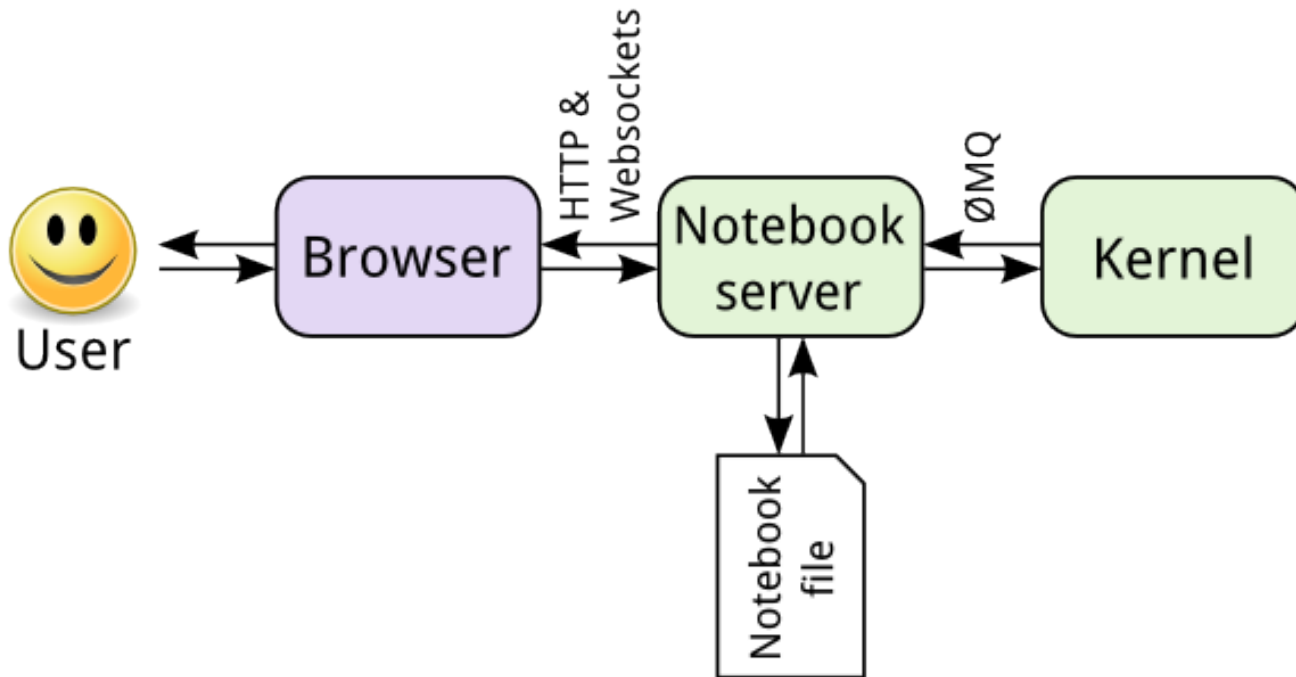 User
Browser
HTTP &
Websockets
Notebook
server
ØMQ
Kernel
Notebook
file